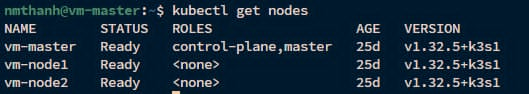 nmthanh@vm-master:~$ kubectl get nodes
NAME STATUS ROLES AGE VERSION
vm-master Ready control-plane,master 25d v1.32.5+k3s1
vm-node1 Ready <none> 25d v1.32.5+k3s1
vm-node2 Ready <none> 25d v1.32.5+k3s1